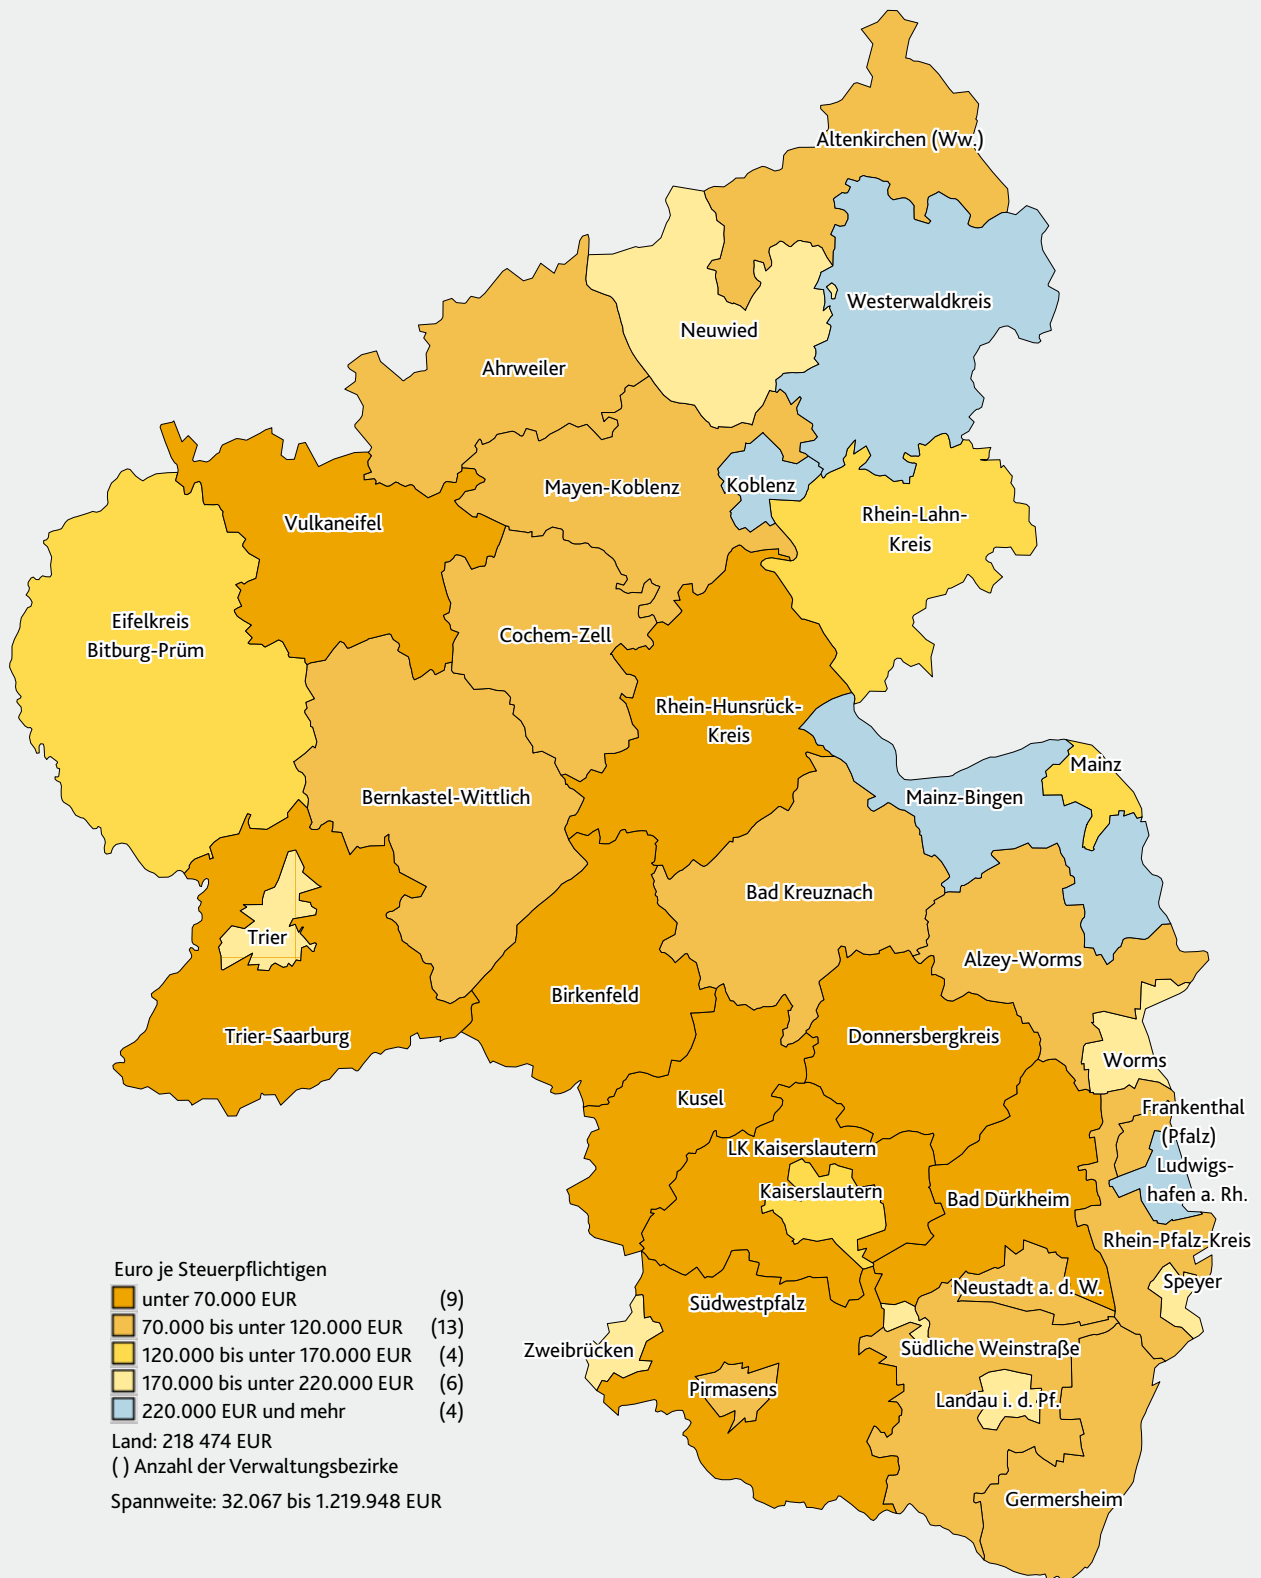 Altenkirchen (Ww.)
Westerwaldkreis
Neuwied
Ahrweiler
Mayen-Koblenz
Koblenz
Rhein-Lahn-
Kreis
Vulkaneifel
Eifelkreis
Bitburg-Prüm
Cochem-Zell
Rhein-Hunsrück-
Kreis
Mainz
Mainz-Bingen
Bernkastel-Wittlich
Bad Kreuznach
Trier
Alzey-Worms
Birkenfeld
Trier-Saarburg
Donnersbergkreis
Worms
Kusel
Frankenthal
(Pfalz)
LK Kaiserslautern
Ludwigs-
hafen a. Rh.
Kaiserslautern
Bad Dürkheim
Rhein-Pfalz-Kreis
Speyer
Neustadt a. d. W.
Südwestpfalz
Zweibrücken
Südliche Weinstraße
Pirmasens
Landau i. d. Pf.
Germersheim
Euro je Steuerpflichtigen
unter 70.000 EUR (9)
70.000 bis unter 120.000 EUR (13)
120.000 bis unter 170.000 EUR (4)
170.000 bis unter 220.000 EUR (6)
220.000 EUR und mehr (4)
Land: 218 474 EUR
( ) Anzahl der Verwaltungsbezirke
Spannweite: 32.067 bis 1.219.948 EUR